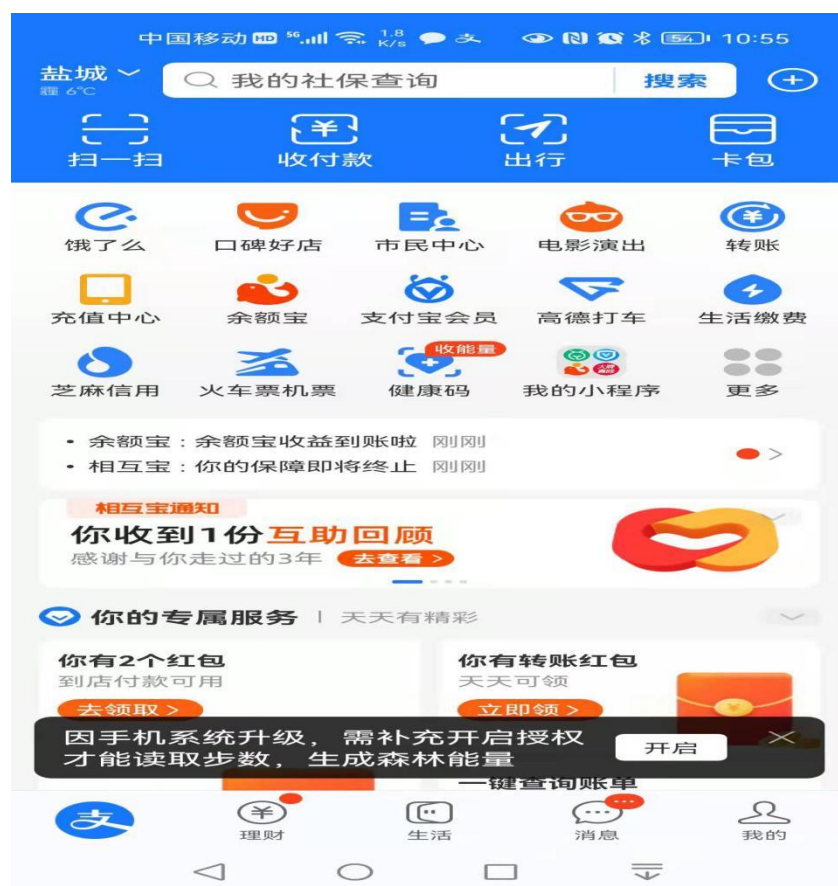 中国移动 HD 5G 1.8 K/s 支 N 54 10:55
盐城 我的社保查询 搜索
霾 6°C
扫一扫 收付款 出行 卡包
饿了么 口碑好店 市民中心 电影演出 转账
充值中心 余额宝 支付宝会员 高德打车 生活缴费
收能量
芝麻信用 火车票机票 健康码 我的小程序 更多
• 余额宝:余额宝收益到账啦 刚刚
• 相互宝:你的保障即将终止 刚刚
相互宝通知
你收到1份互助回顾
感谢与你走过的3年 去查看 >
你的专属服务 | 天天有精彩
你有2个红包 你有转账红包
到店付款可用 天天可领
去领取 > 立即领 >
因手机系统升级,需补充开启授权
才能读取步数,生成森林能量 开启
一键查询账单
支 理财 生活 消息 我的